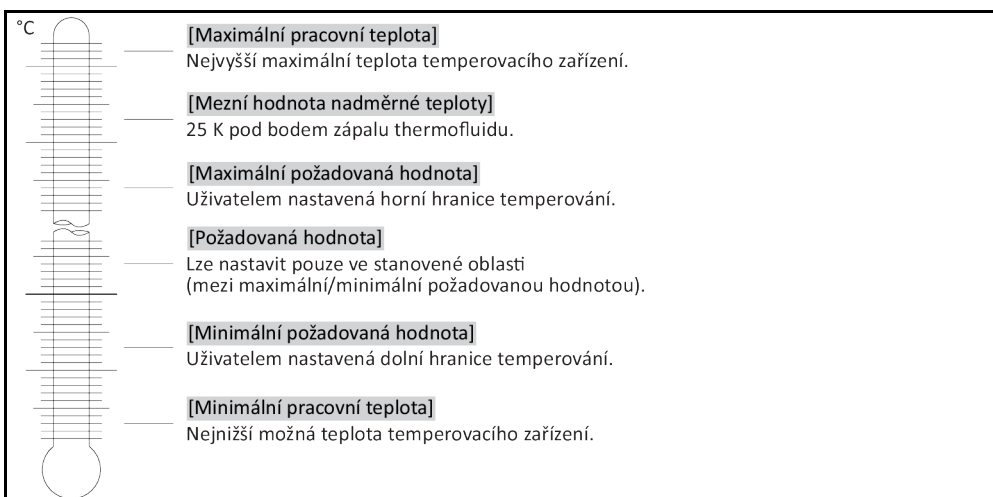 °C
[Maximální pracovní teplota]
Nejvyšší maximální teplota temperovacího zařízení.
[Mezní hodnota nadměrné teploty]
25 K pod bodem zápalu thermofluidu.
[Maximální požadovaná hodnota]
Uživatelem nastavená horní hranice temperování.
[Požadovaná hodnota]
Lze nastavit pouze ve stanovené oblasti
(mezi maximální/minimální požadovanou hodnotou).
[Minimální požadovaná hodnota]
Uživatelem nastavená dolní hranice temperování.
[Minimální pracovní teplota]
Nejnižší možná teplota temperovacího zařízení.